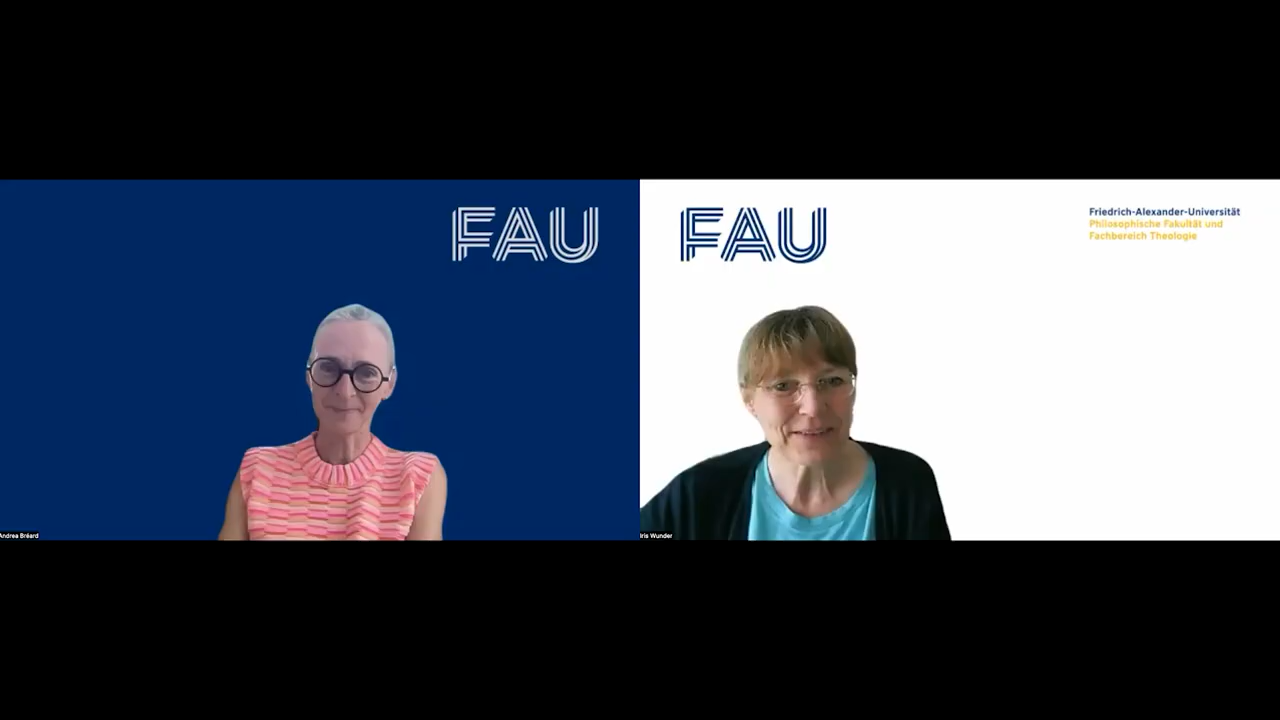 FAU
Andrea Bréard
FAU
Friedrich-Alexander-Universität
Philosophische Fakultät und
Fachbereich Theologie
Iris Wunder